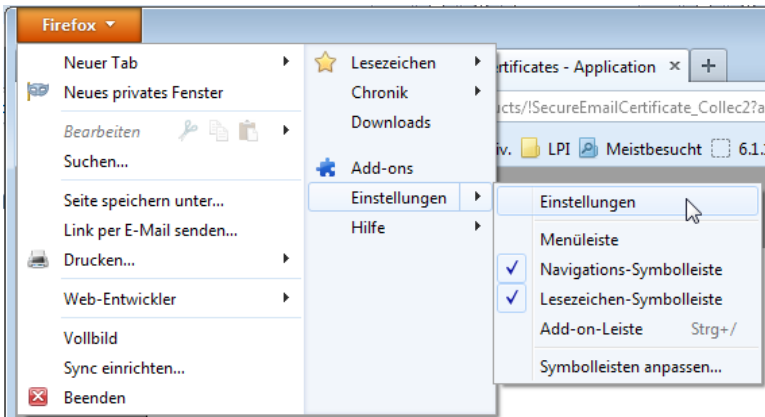 Firefox
Neuer Tab
Neues privates Fenster
Bearbeiten
Suchen...
Seite speichern unter...
Link per E-Mail senden...
Drucken...
Web-Entwickler
Vollbild
Sync einrichten...
Beenden
Lesezeichen
Chronik
Downloads
Add-ons
Einstellungen
Hilfe
Einstellungen
Menüleiste
Navigations-Symbolleiste
Lesezeichen-Symbolleiste
Add-on-Leiste Strg+/
Symbolleisten anpassen...
rtificates - Application
ucts/!SecureEmailCertificate_Collec2?a
iv. LPI Meistbesucht 6.1.